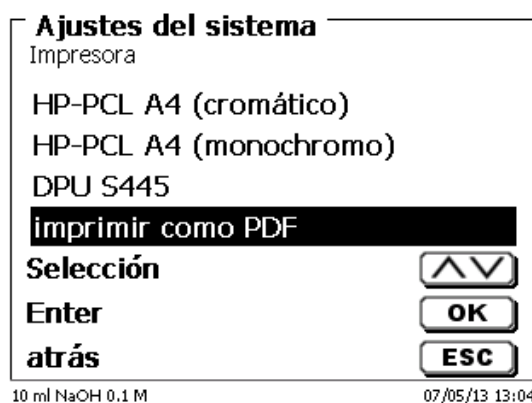 Ajustes del sistema
Impresora
HP-PCL A4 (cromático)
HP-PCL A4 (monochromo)
DPU S445
imprimir como PDF
Selección
Enter OK
atrás ESC
10 ml NaOH 0.1 M 07/05/13 13:04